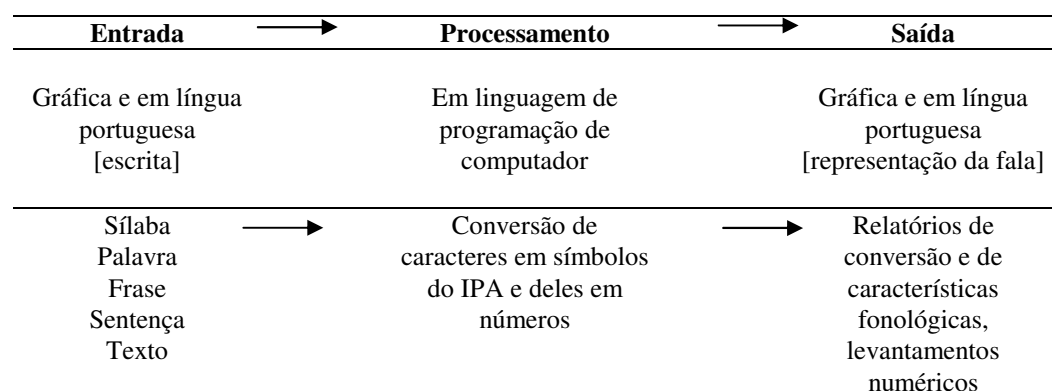 Entrada Processamento Saída
Gráfica e em língua
portuguesa
[escrita]
Em linguagem de
programação de
computador
Gráfica e em língua
portuguesa
[representação da fala]
Sílaba
Palavra
Frase
Sentença
Texto
Conversão de
caracteres em símbolos
do IPA e deles em
números
Relatórios de
conversão e de
características
fonológicas,
levantamentos
numéricos